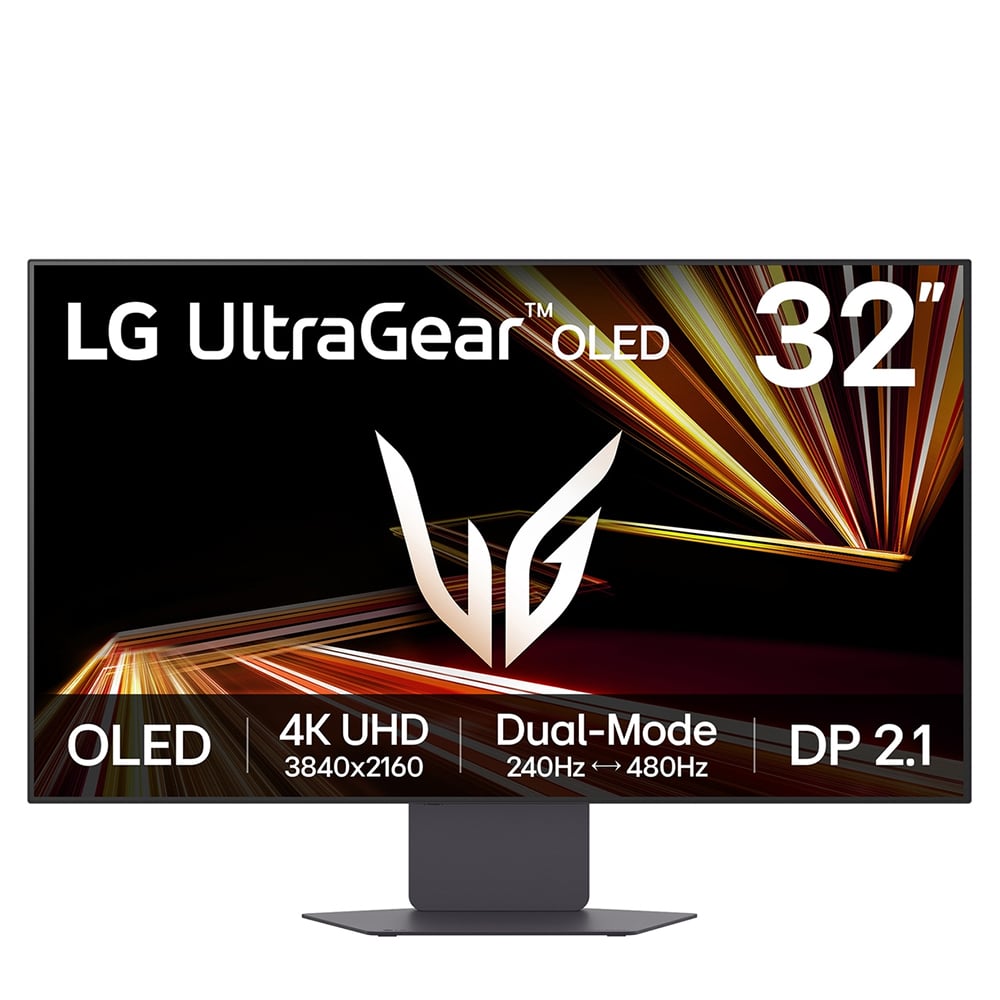 LG UltraGear™ OLED 32"
OLED
4K UHD
3840x2160
Dual-Mode
240Hz ↔ 480Hz
DP 2.1